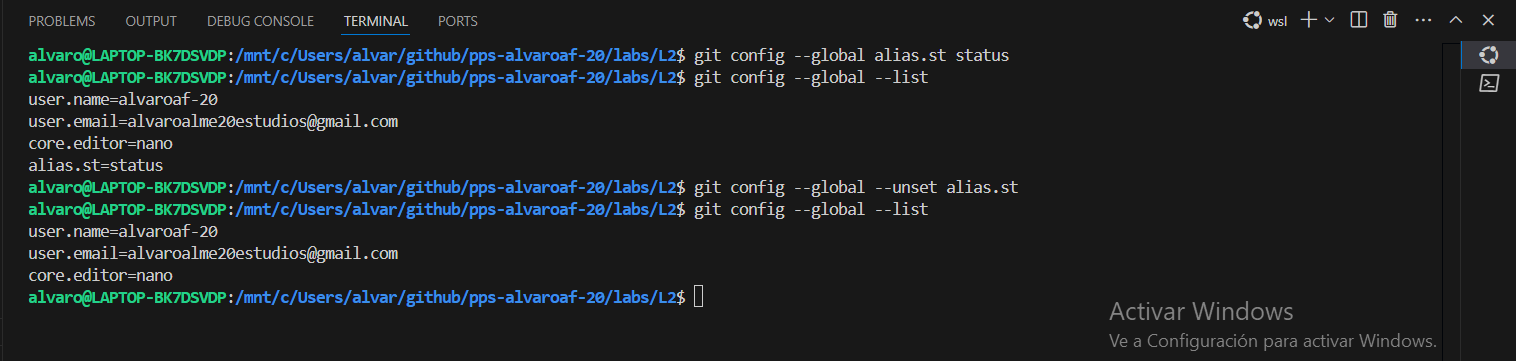 PROBLEMS OUTPUT DEBUG CONSOLE TERMINAL PORTS wsl
alvaro@LAPTOP-BK7DSVDP:/mnt/c/Users/alvar/github/pps-alvaroaf-20/labs/L2$ git config --global alias.st status
alvaro@LAPTOP-BK7DSVDP:/mnt/c/Users/alvar/github/pps-alvaroaf-20/labs/L2$ git config --global --list
user.name=alvaroaf-20
user.email=alvaroalme20estudios@gmail.com
core.editor=nano
alias.st=status
alvaro@LAPTOP-BK7DSVDP:/mnt/c/Users/alvar/github/pps-alvaroaf-20/labs/L2$ git config --global --unset alias.st
alvaro@LAPTOP-BK7DSVDP:/mnt/c/Users/alvar/github/pps-alvaroaf-20/labs/L2$ git config --global --list
user.name=alvaroaf-20
user.email=alvaroalme20estudios@gmail.com
core.editor=nano
alvaro@LAPTOP-BK7DSVDP:/mnt/c/Users/alvar/github/pps-alvaroaf-20/labs/L2$
Activar Windows
Ve a Configuración para activar Windows.